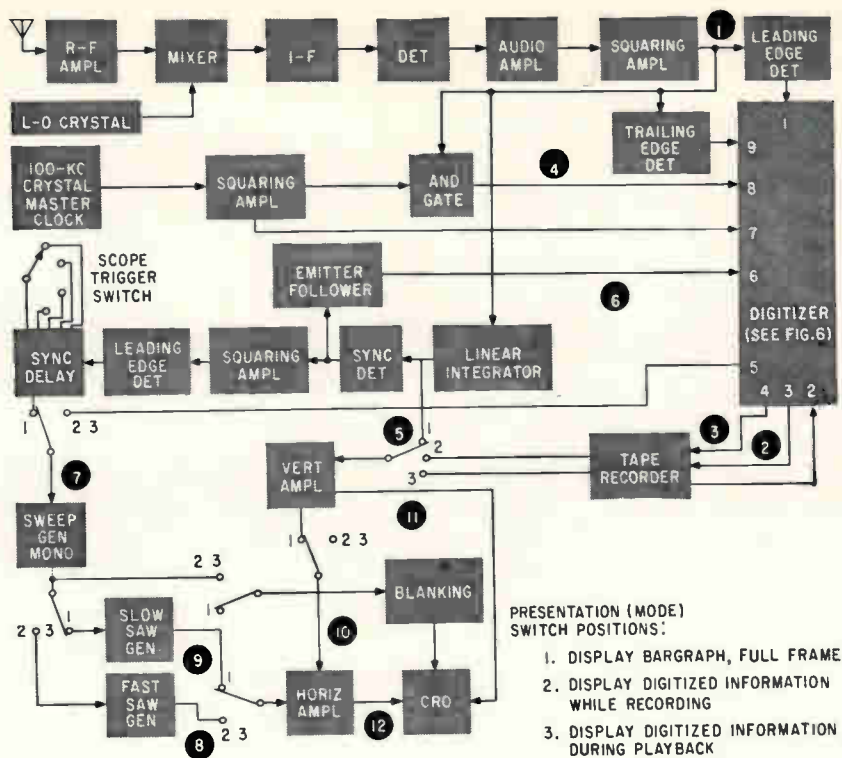 R-F
AMPL
MIXER
I-F
DET
AUDIO
AMPL
SQUARING
AMPL
1
LEADING
EDGE
DET
L-O CRYSTAL
TRAILING
EDGE
DET
1
9
100-KC
CRYSTAL
MASTER
CLOCK
SQUARING
AMPL
AND
GATE
4
8
7
SCOPE
TRIGGER
SWITCH
EMITTER
FOLLOWER
6
6
DIGITIZER
(SEE FIG.6)
SYNC
DELAY
LEADING
EDGE
DET
SQUARING
AMPL
SYNC
DET
LINEAR
INTEGRATOR
5
4 3 2
1
2 3
5
1
2
3
3
2
7
VERT
AMPL
TAPE
RECORDER
11
SWEEP
GEN
MONO
1
2 3
2 3
1
BLANKING
10
2 3
1
SLOW
SAW
GEN
9
1
FAST
SAW
GEN
8
2 3
HORIZ
AMPL
12
CRO
PRESENTATION (MODE)
SWITCH POSITIONS:
1. DISPLAY BARGRAPH, FULL FRAME
2. DISPLAY DIGITIZED INFORMATION
WHILE RECORDING
3. DISPLAY DIGITIZED INFORMATION
DURING PLAYBACK